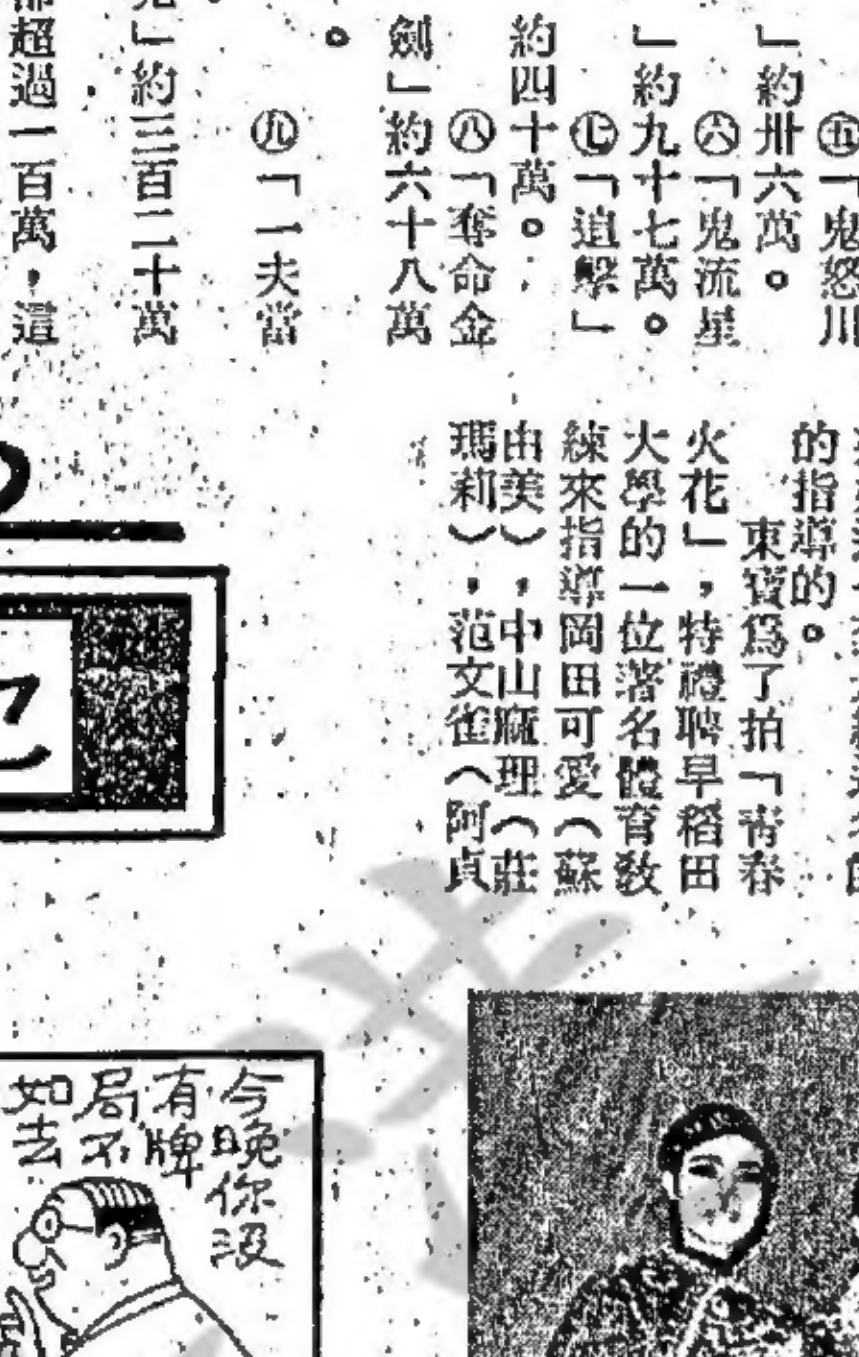 ㊄「鬼怒川
」約卅六萬。
㊅「鬼流星
」約九十七萬。
㊆「追擊」
約四十萬。
㊇「奪命金
劍」約六十八萬
。
㊈「一夫當
」約三百二十萬
超過一百萬，這
的指導的。
東寶爲了拍「青春
火花」，特禮聘早稻田
大學的一位著名體育教
練來指導岡田可愛（蘇
由美），中山麻理（莊
瑪莉），范文雀（阿貞
今晚你沒
有牌
局不
如去